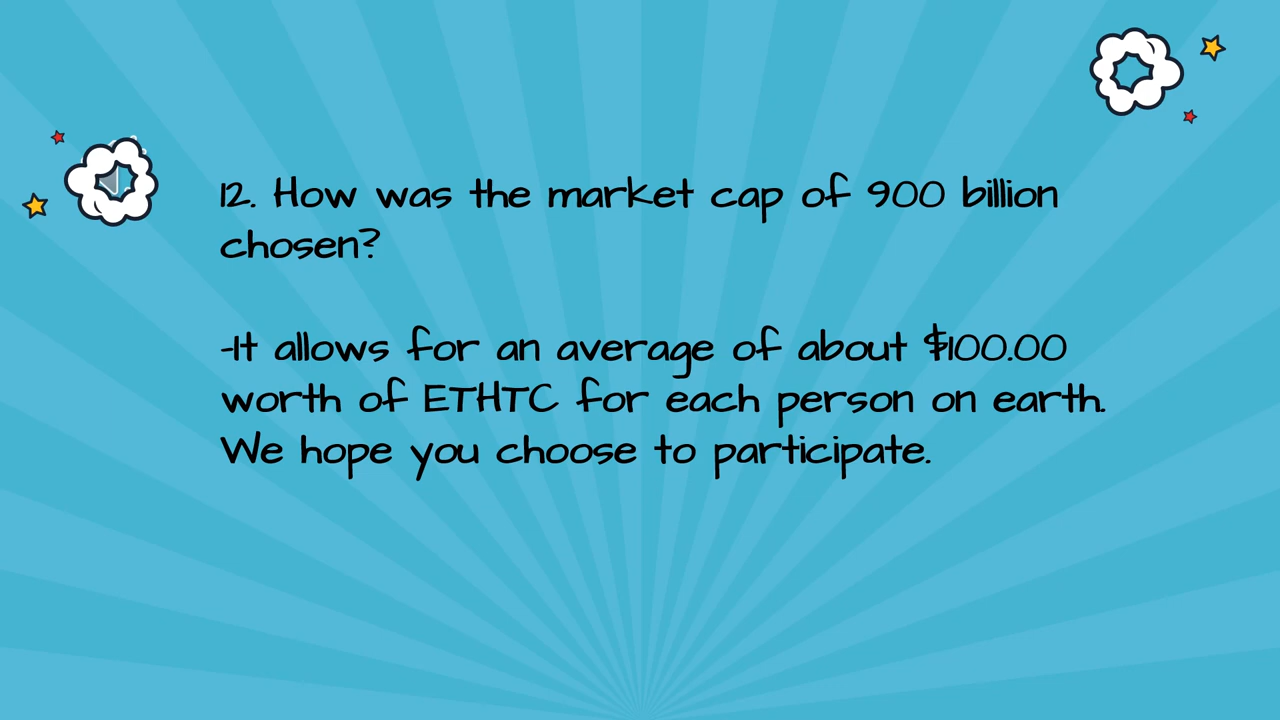 12. How was the market cap of 900 billion
chosen?
-It allows for an average of about $100.00
worth of ETHTC for each person on earth.
We hope you choose to participate.